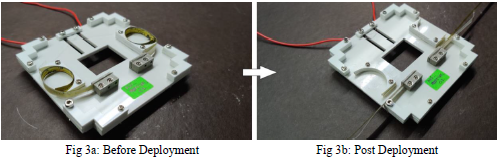 Fig 3a: Before Deployment
Fig 3b: Post Deployment